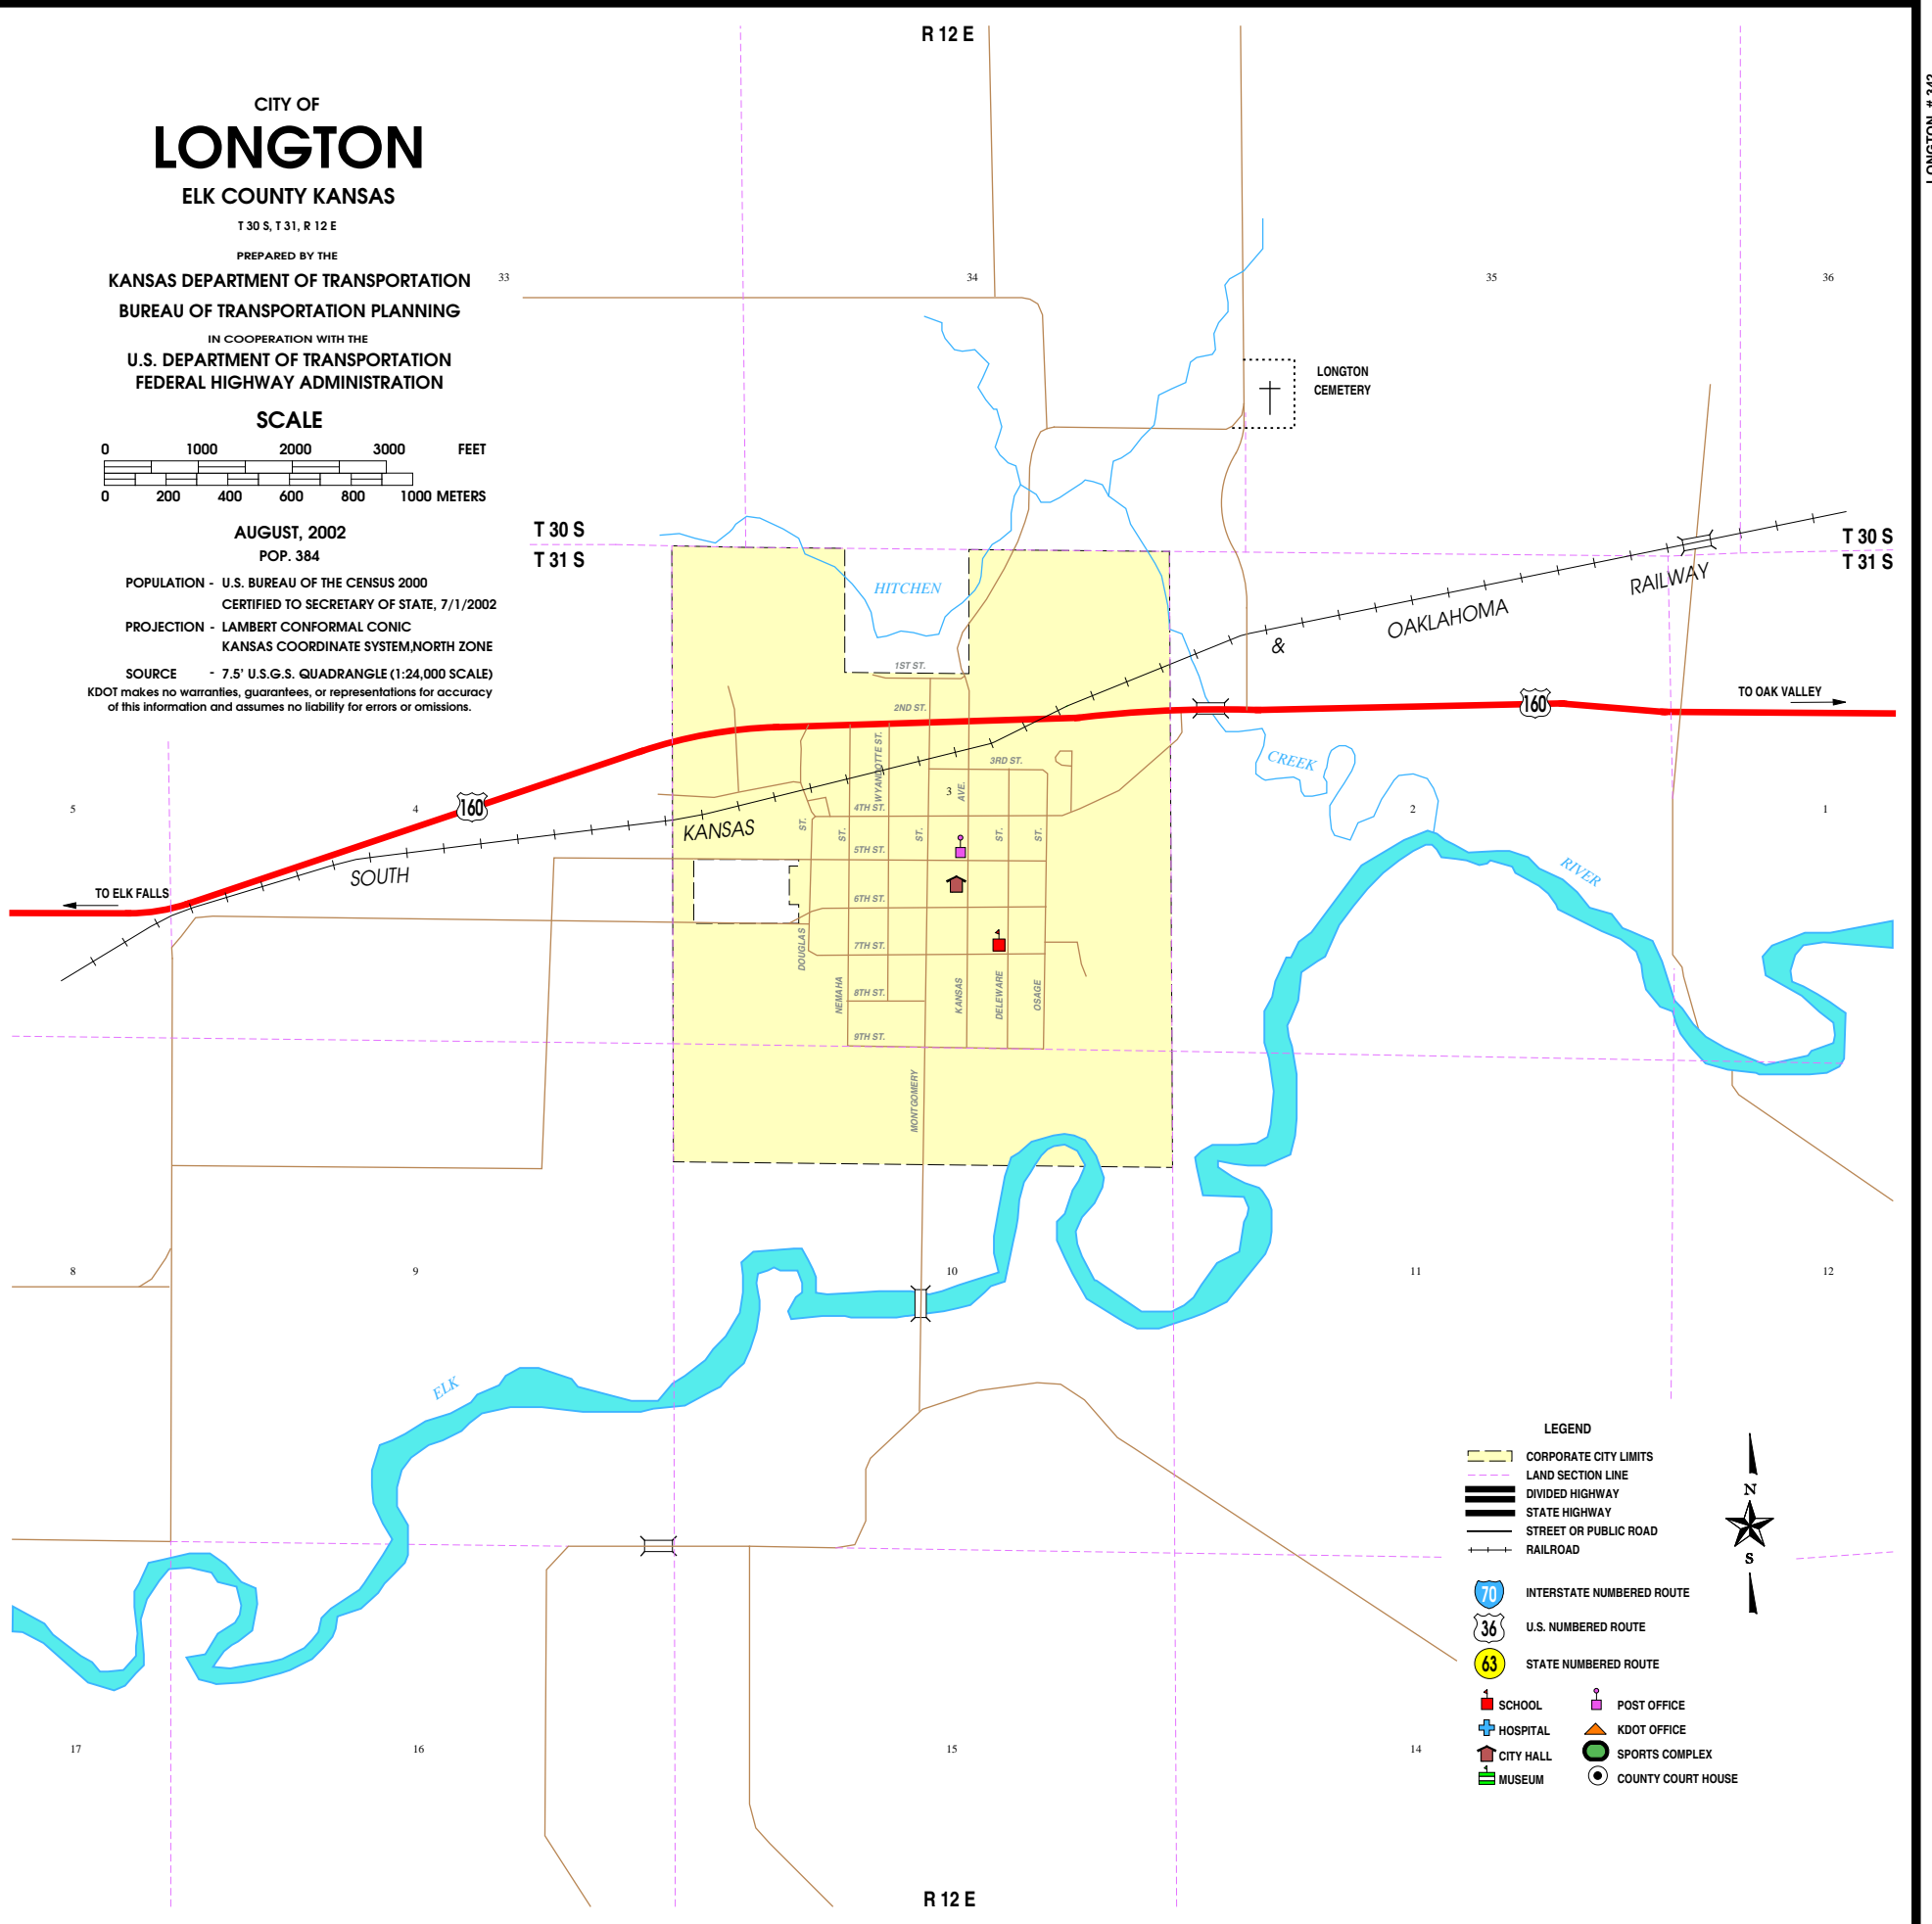 R 12 E
LONGTON #342
CITY OF
LONGTON
ELK COUNTY KANSAS
T 30 S, T 31, R 12 E
PREPARED BY THE
KANSAS DEPARTMENT OF TRANSPORTATION
BUREAU OF TRANSPORTATION PLANNING
IN COOPERATION WITH THE
U.S. DEPARTMENT OF TRANSPORTATION
FEDERAL HIGHWAY ADMINISTRATION
SCALE
0 1000 2000 3000 FEET
0 200 400 600 800 1000 METERS
AUGUST, 2002
POP. 384
POPULATION - U.S. BUREAU OF THE CENSUS 2000
CERTIFIED TO SECRETARY OF STATE, 7/1/2002
PROJECTION - LAMBERT CONFORMAL CONIC
KANSAS COORDINATE SYSTEM,NORTH ZONE
SOURCE - 7.5' U.S.G.S. QUADRANGLE (1:24,000 SCALE)
KDOT makes no warranties, guarantees, or representations for accuracy
of this information and assumes no liability for errors or omissions.
33
34
35
36
LONGTON
CEMETERY
T 30 S
T 31 S
T 30 S
T 31 S
HITCHEN
RAILWAY
OAKLAHOMA
&
1ST ST.
2ND ST.
160
TO OAK VALLEY
WYANDOTTE ST.
3RD ST.
CREEK
5
4
160
3
AVE.
2
1
4TH ST.
KANSAS
ST.
ST.
ST.
ST.
ST.
5TH ST.
SOUTH
RIVER
TO ELK FALLS
6TH ST.
7TH ST.
DOUGLAS
8TH ST.
NEMAHA
KANSAS
DELEWARE
OSAGE
9TH ST.
MONTGOMERY
8
9
10
11
12
ELK
LEGEND
CORPORATE CITY LIMITS
LAND SECTION LINE
DIVIDED HIGHWAY
STATE HIGHWAY
STREET OR PUBLIC ROAD
RAILROAD
N
S
70 INTERSTATE NUMBERED ROUTE
36 U.S. NUMBERED ROUTE
63 STATE NUMBERED ROUTE
SCHOOL POST OFFICE
HOSPITAL KDOT OFFICE
CITY HALL SPORTS COMPLEX
MUSEUM COUNTY COURT HOUSE
17
16
15
14
R 12 E